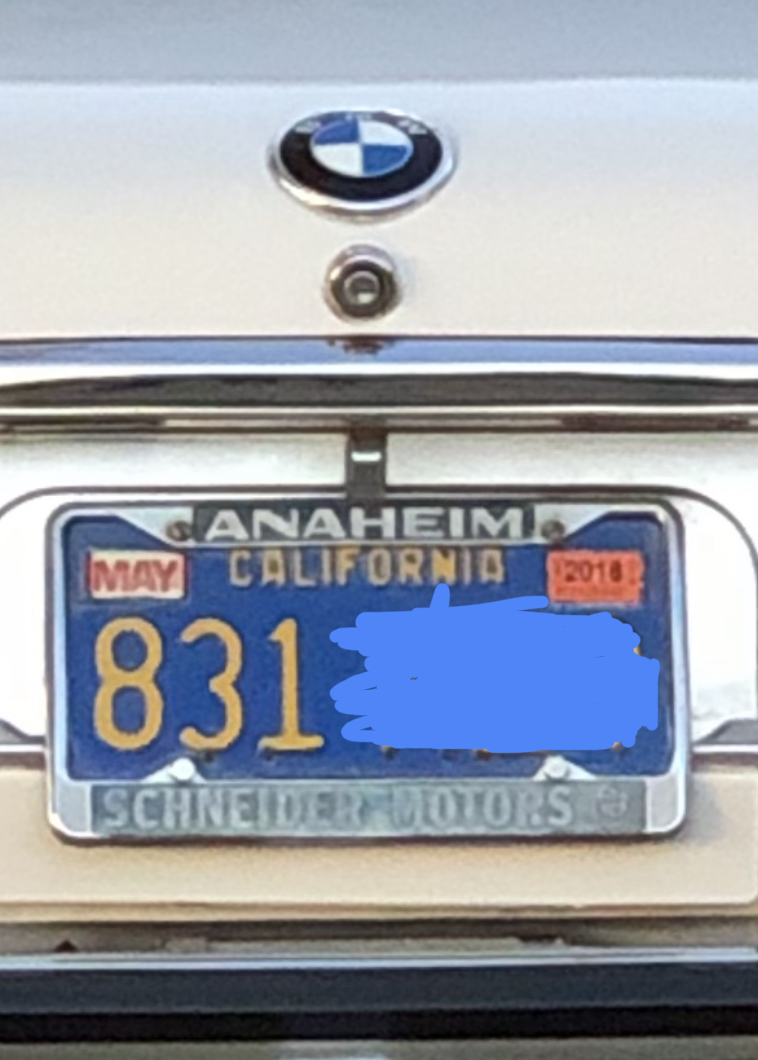 ANAHEIM
CALIFORNIA
MAY
2018
831
SCHNEIDER MOTORS